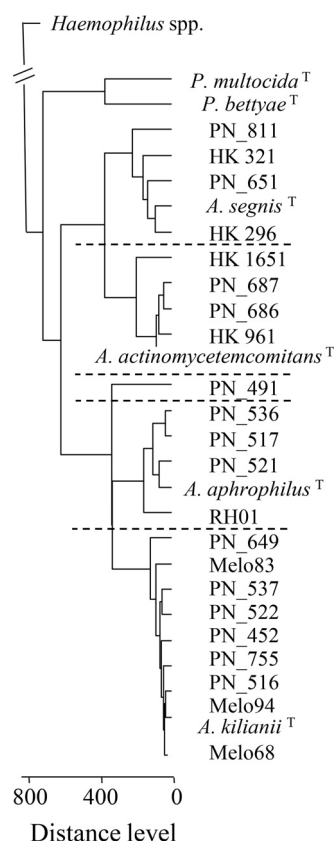 Haemophilus spp.
P. multocida T
P. bettyae T
PN_811
HK 321
PN_651
A. segnis T
HK 296
HK 1651
PN_687
PN_686
HK 961
A. actinomycetemcomitans T
PN_491
PN_536
PN_517
PN_521
A. aphrophilus T
RH01
PN_649
Melo83
PN_537
PN_522
PN_452
PN_755
PN_516
Melo94
A. kilianii T
Melo68
800 400 0
Distance level